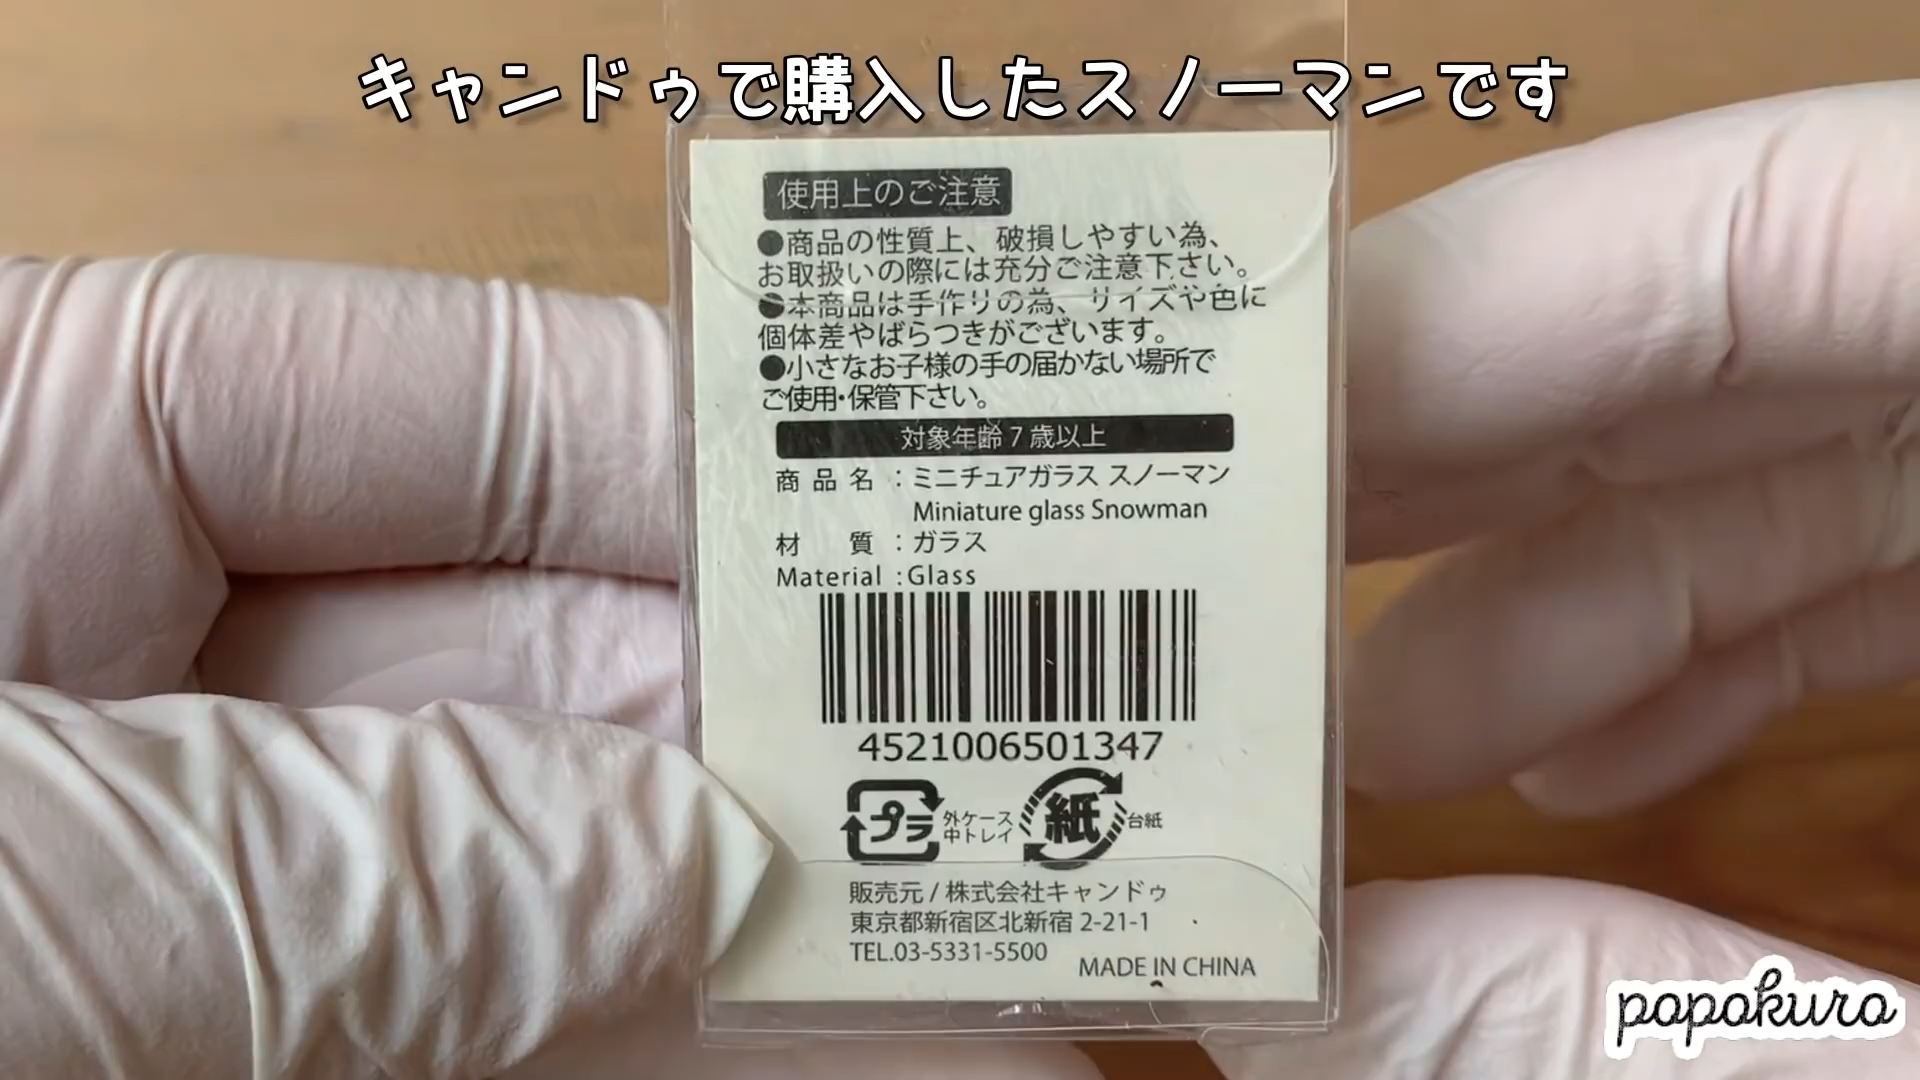 キャンドゥで購入したスノーマンです
使用上のご注意
●商品の性質上、破損しやすい為、
お取扱いの際には充分ご注意下さい。
●本商品は手作りの為、サイズや色に
個体差やばらつきがございます。
●小さなお子様の手の届かない場所で
ご使用・保管下さい。
対象年齢7歳以上
商品名：ミニチュアガラス スノーマン
Miniature glass Snowman
材 質：ガラス
Material :Glass
4521006501347
プラ 外ケース 中トレイ 紙 台紙
販売元 / 株式会社キャンドゥ
東京都新宿区北新宿 2-21-1
TEL.03-5331-5500
MADE IN CHINA
popokuro